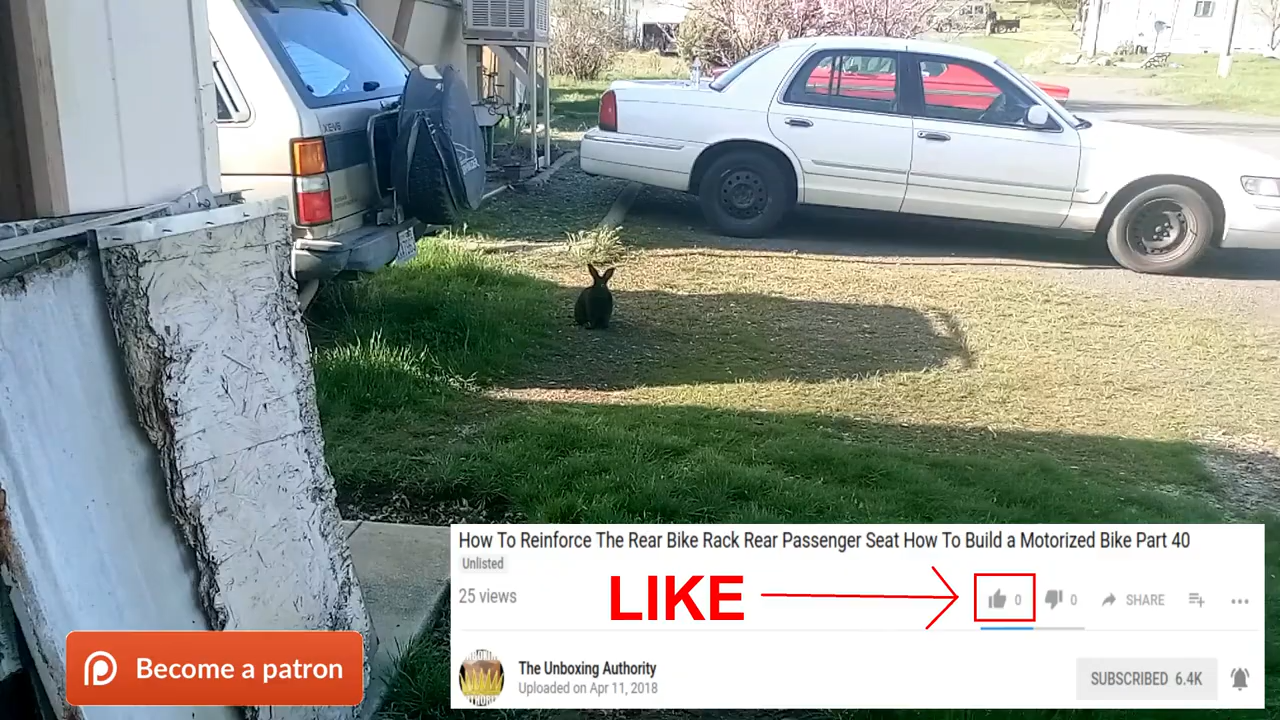 How To Reinforce The Rear Bike Rack Rear Passenger Seat How To Build a Motorized Bike Part 40
Unlisted
25 views
LIKE
0
0
SHARE
The Unboxing Authority
Uploaded on Apr 11, 2018
SUBSCRIBED 6.4K
Become a patron